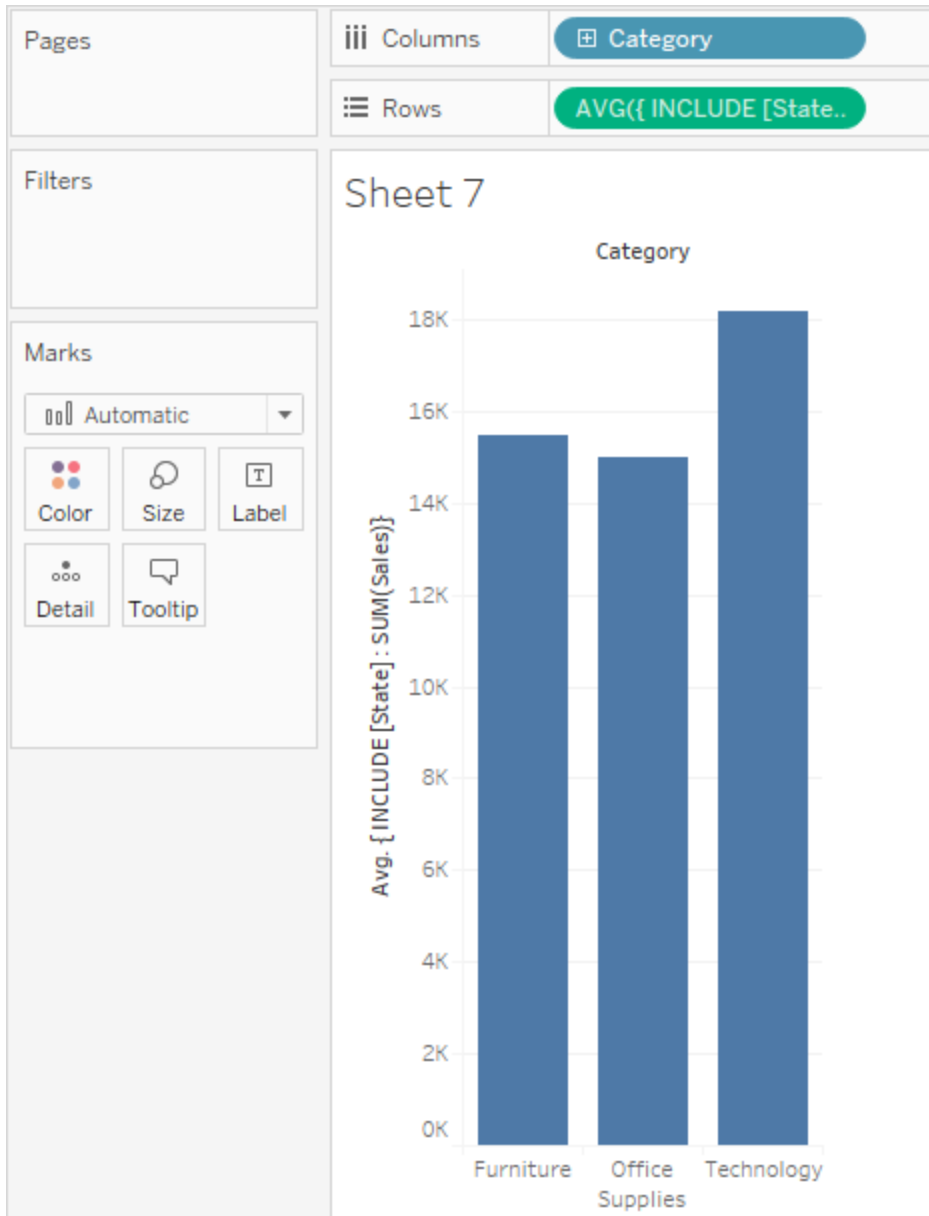 Pages
Columns
Category
Rows
AVG({ INCLUDE [State..
Filters
Sheet 7
Category
Marks
Automatic
Color
Size
Label
Detail
Tooltip
Avg. { INCLUDE [State] : SUM(Sales)}
18K
16K
14K
12K
10K
8K
6K
4K
2K
0K
Furniture
Office
Supplies
Technology